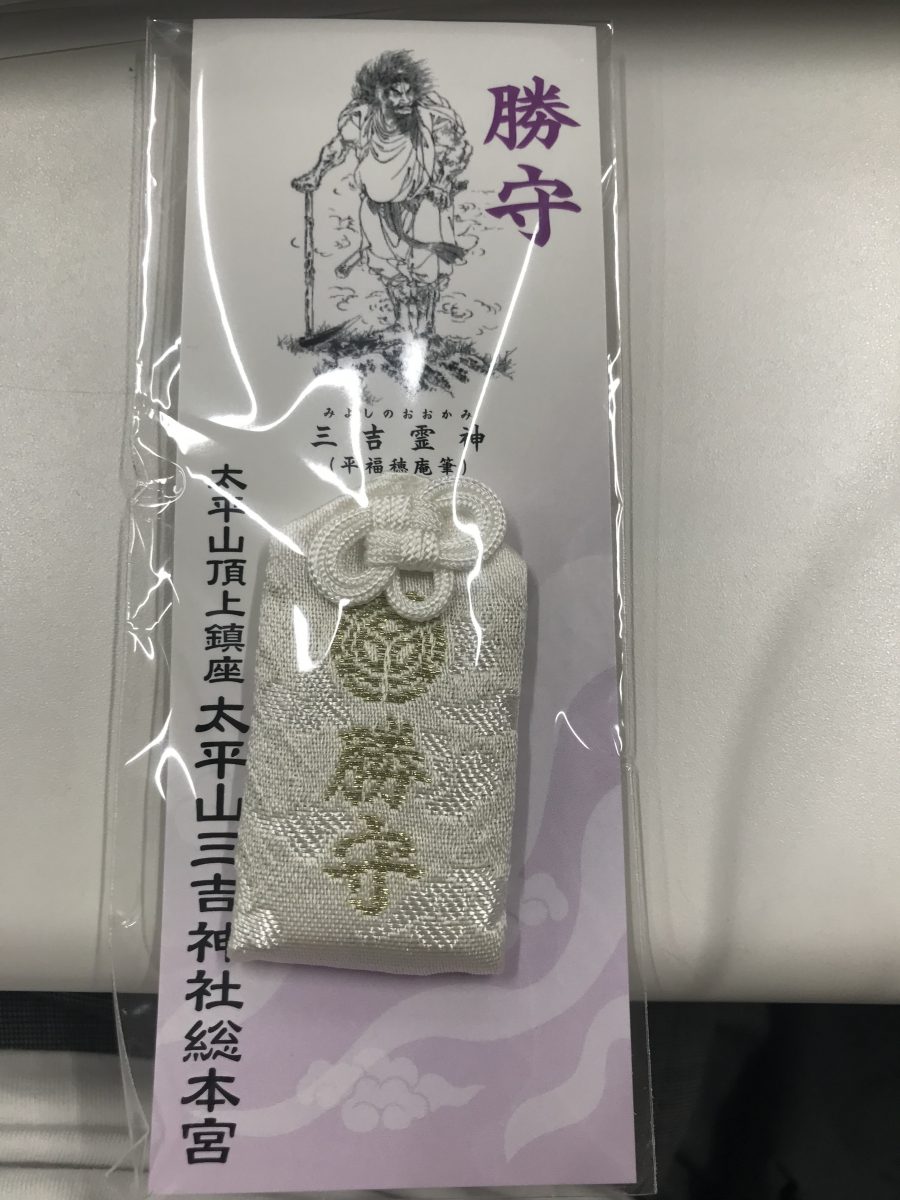 勝守
みよしのおおかみ
三吉霊神
(平福穂庵筆)
太平山頂上鎮座 太平山三吉神社総本宮
勝守